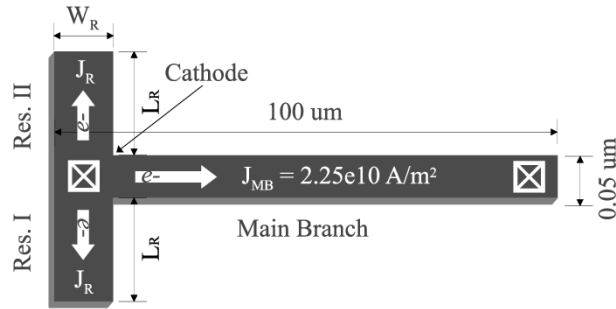 W_R
J_R
Cathode
Res. II
e-
L_R
100 um
e-
J_MB = 2.25e10 A/m²
0.05 um
Res. I
e-
L_R
Main Branch
J_R